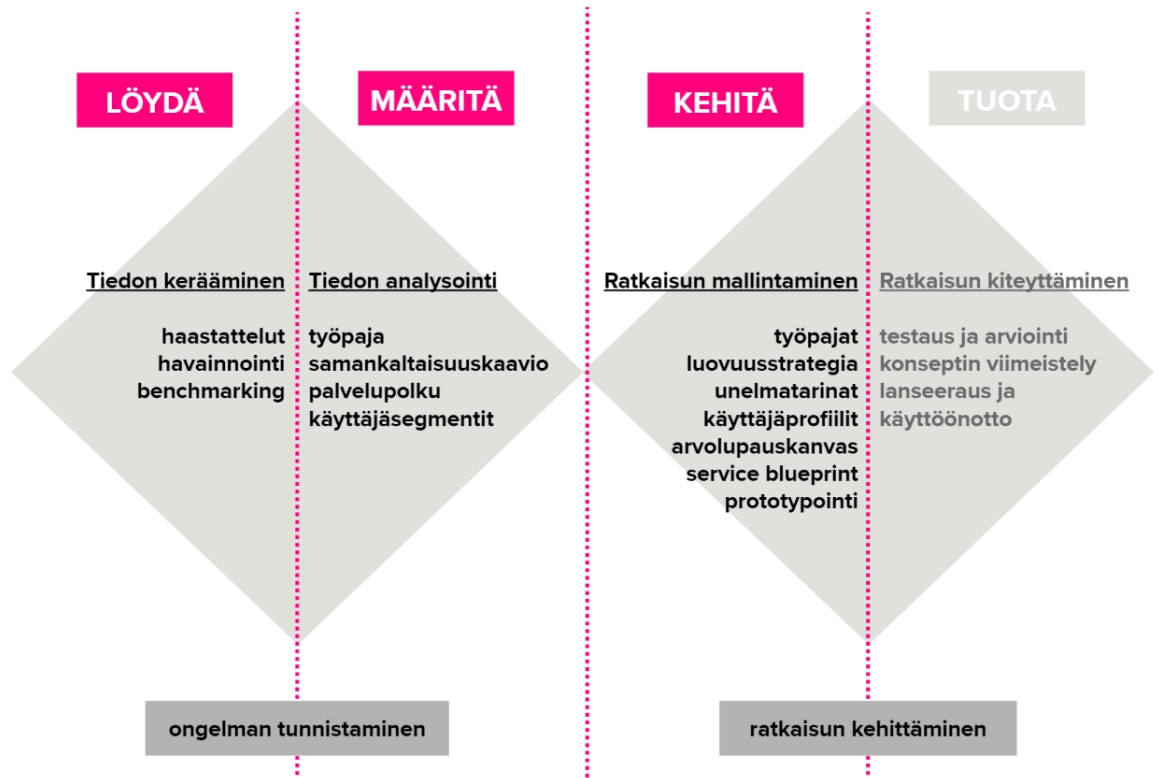 LÖYDÄ
MÄÄRITÄ
KEHITÄ
TUOTA
Tiedon kerääminen
haastattelut
havainnointi
benchmarking
Tiedon analysointi
työpaja
samankaltaisuuskaavio
palvelupolku
käyttäjäsegmentit
Ratkaisun mallintaminen
työpajat
luovuusstrategia
unelmatarinat
käyttäjäprofiilit
arvolupauskanvas
service blueprint
prototypointi
Ratkaisun kiteyttäminen
testaus ja arviointi
konseptin viimeistely
lanseeraus ja
käyttöönotto
ongelman tunnistaminen
ratkaisun kehittäminen